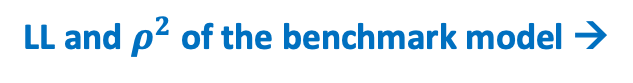 LL and ρ² of the benchmark model →